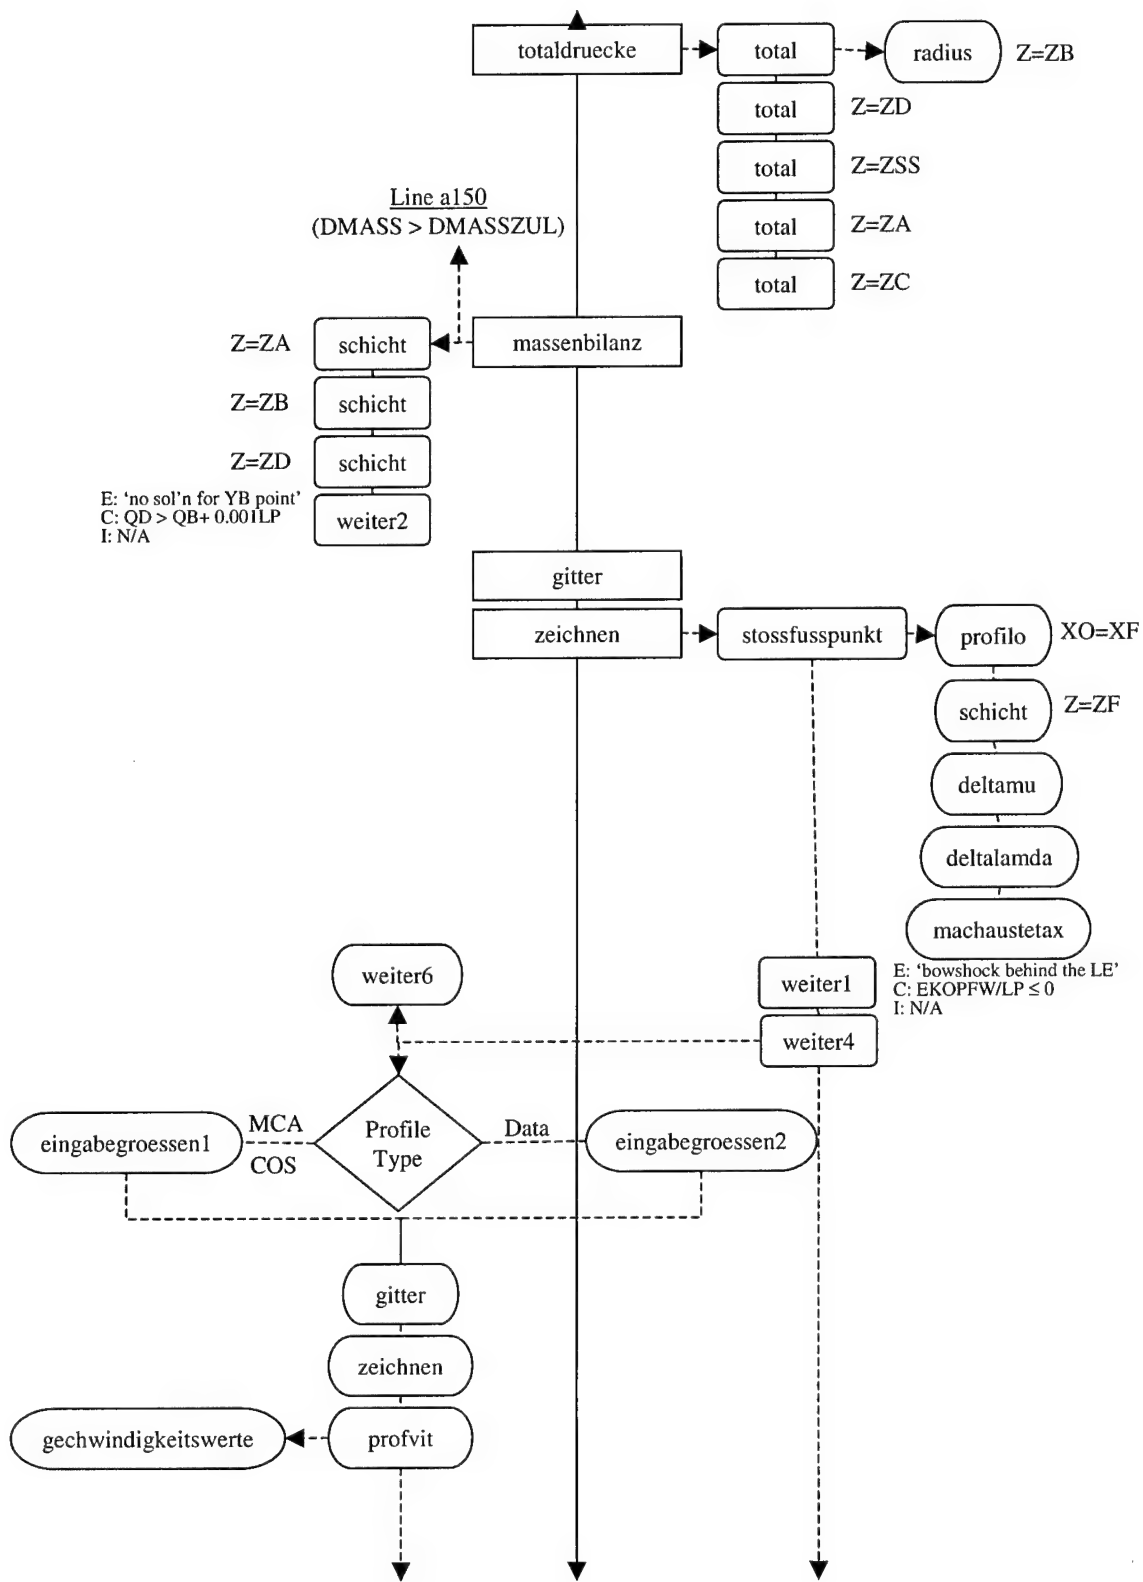 totaldruecke
total
radius
Z=ZB
total
Z=ZD
total
Z=ZSS
total
Z=ZA
total
Z=ZC
Line a150
(DMASS > DMASSZUL)
massenbilanz
Z=ZA
schicht
Z=ZB
schicht
Z=ZD
schicht
E: ‘no sol’n for YB point’
C: QD > QB+ 0.001LP
I: N/A
weiter2
gitter
zeichnen
stossfusspunkt
profilo
XO=XF
schicht
Z=ZF
deltamu
deltalamda
machaustetax
E: ‘bowshock behind the LE’
C: EKOPFW/LP ≤ 0
I: N/A
weiter1
weiter4
weiter6
Profile
Type
MCA
COS
Data
eingabegroessen1
eingabegroessen2
gitter
zeichnen
profvit
gechwindigkeitswerte